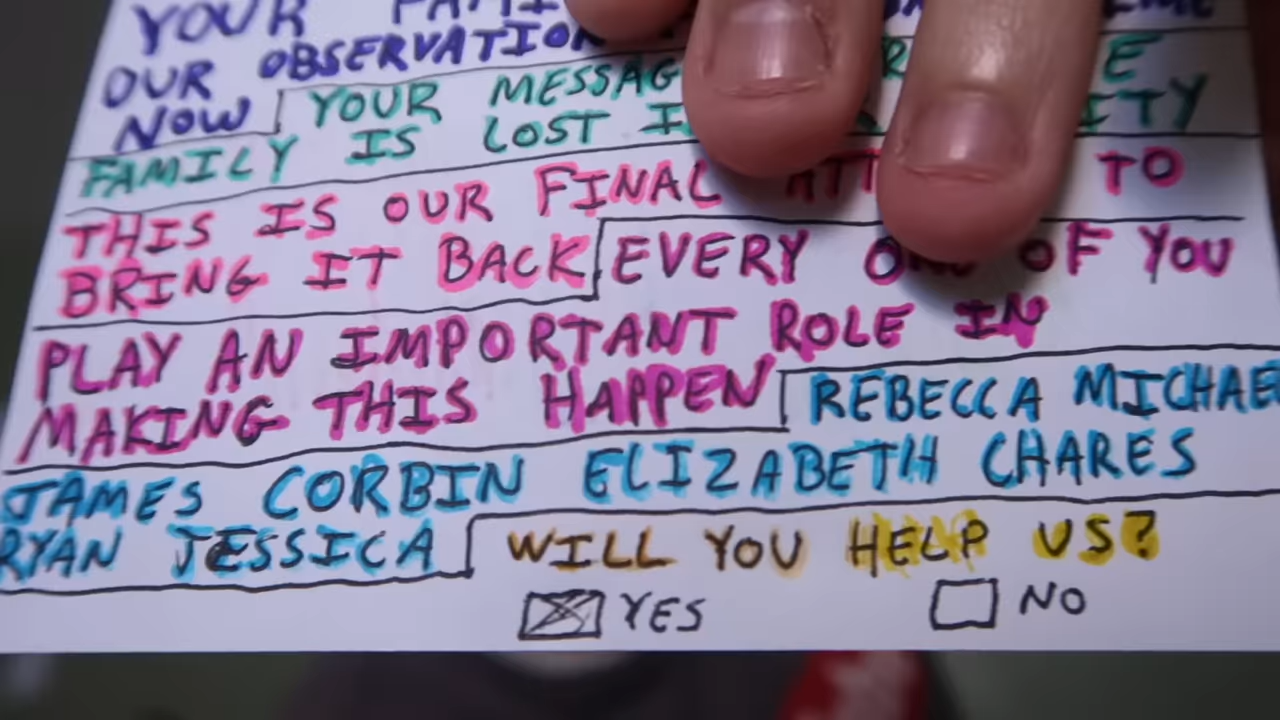 YOUR
OUR OBSERVATION
NOW YOUR
FAMILY IS LOST
THIS IS OUR FINAL TO
BRING IT BACK EVERY OF YOU
PLAY AN IMPORTANT ROLE IN
MAKING THIS HAPPEN REBECCA
JAMES CORBIN ELIZABETH CHARES
RYAN JESSICA WILL YOU HELP US?
YES NO